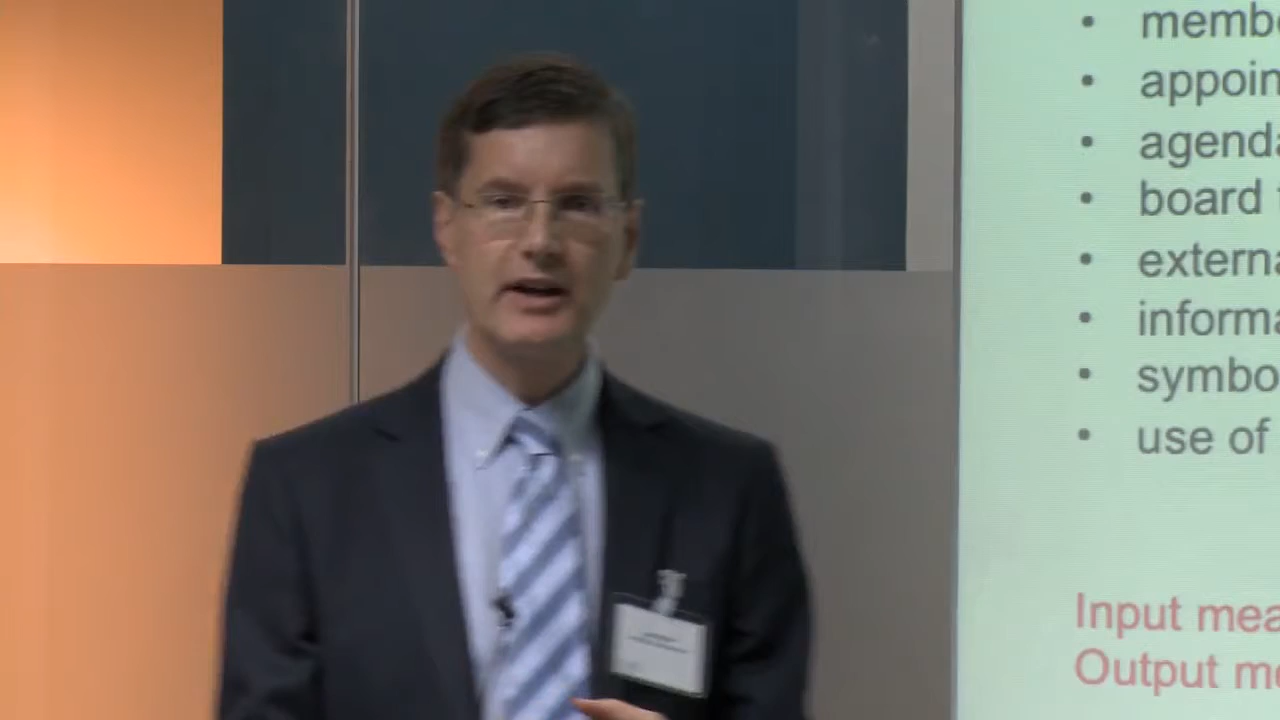 • membe
• appoin
• agenda
• board
• externa
• informa
• symbo
• use of
Input mea
Output me